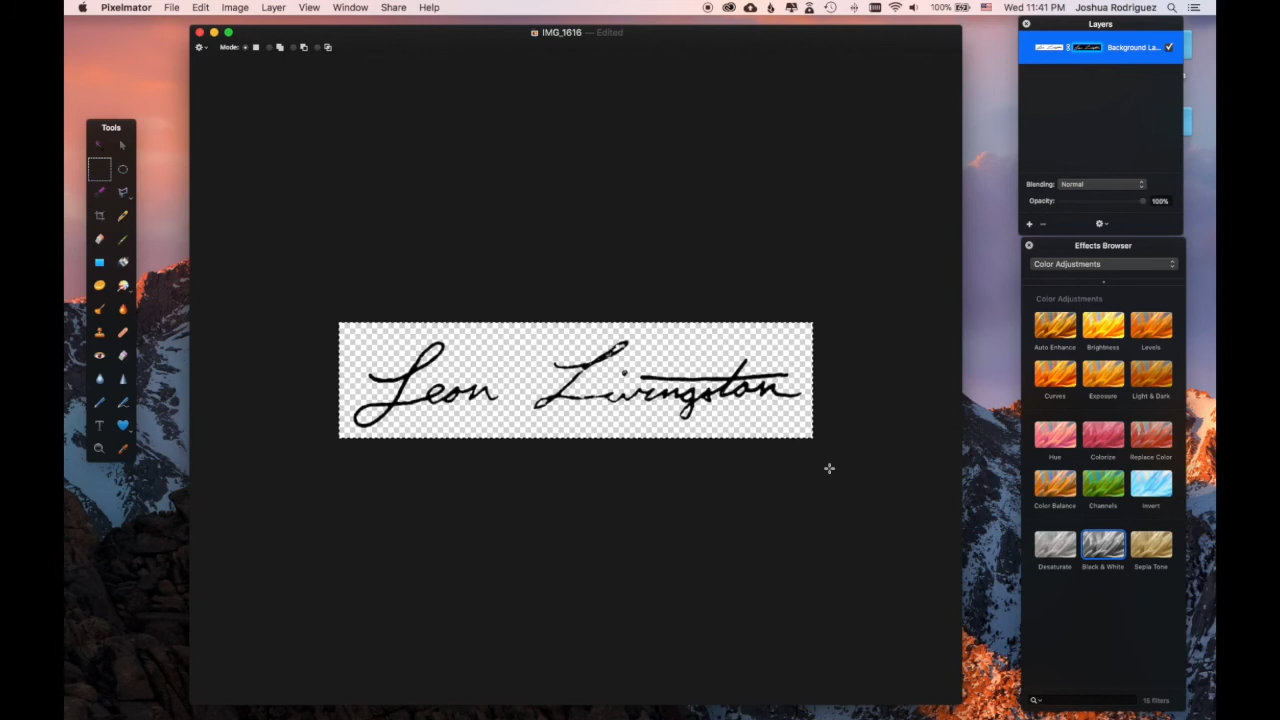 Pixelmator File Edit Image Layer View Window Share Help 100% Wed 11:41 PM Joshua Rodriguez
IMG_1616 — Edited
Mode:
Tools
T
Leon Livingston
Layers
Background La...
Blending: Normal
Opacity: 100%
Effects Browser
Color Adjustments
Color Adjustments
Auto Enhance Brightness Levels
Curves Exposure Light & Dark
Hue Colorize Replace Color
Color Balance Channels Invert
Desaturate Black & White Sepia Tone
15 filters